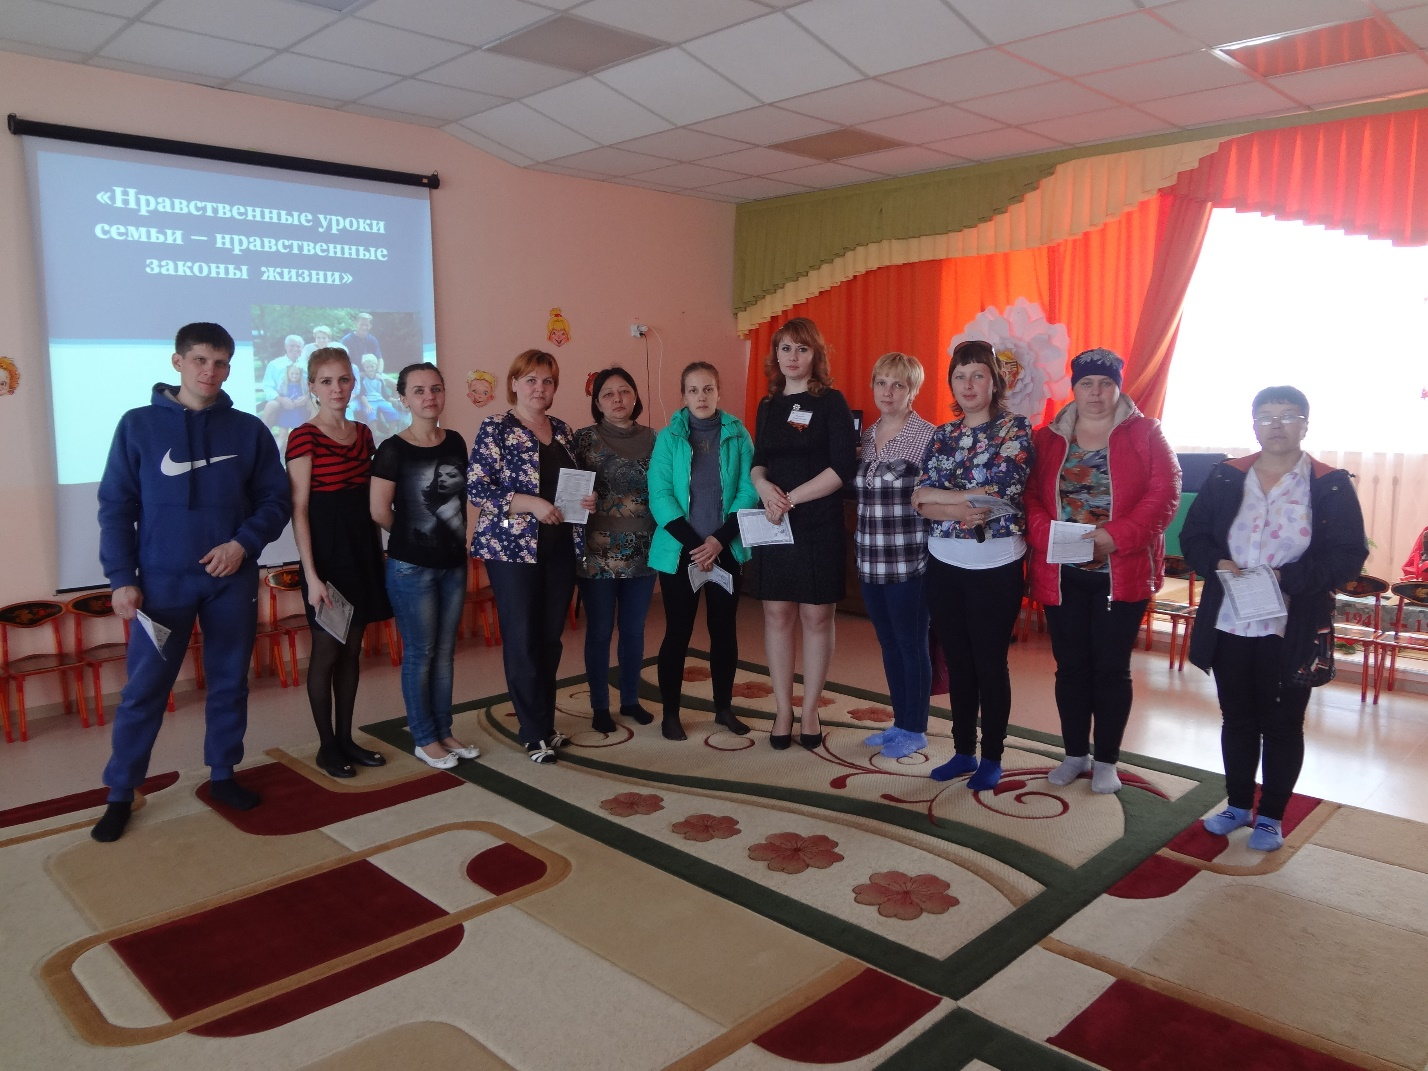 «Нравственные уроки
семьи – нравственные
законы жизни»